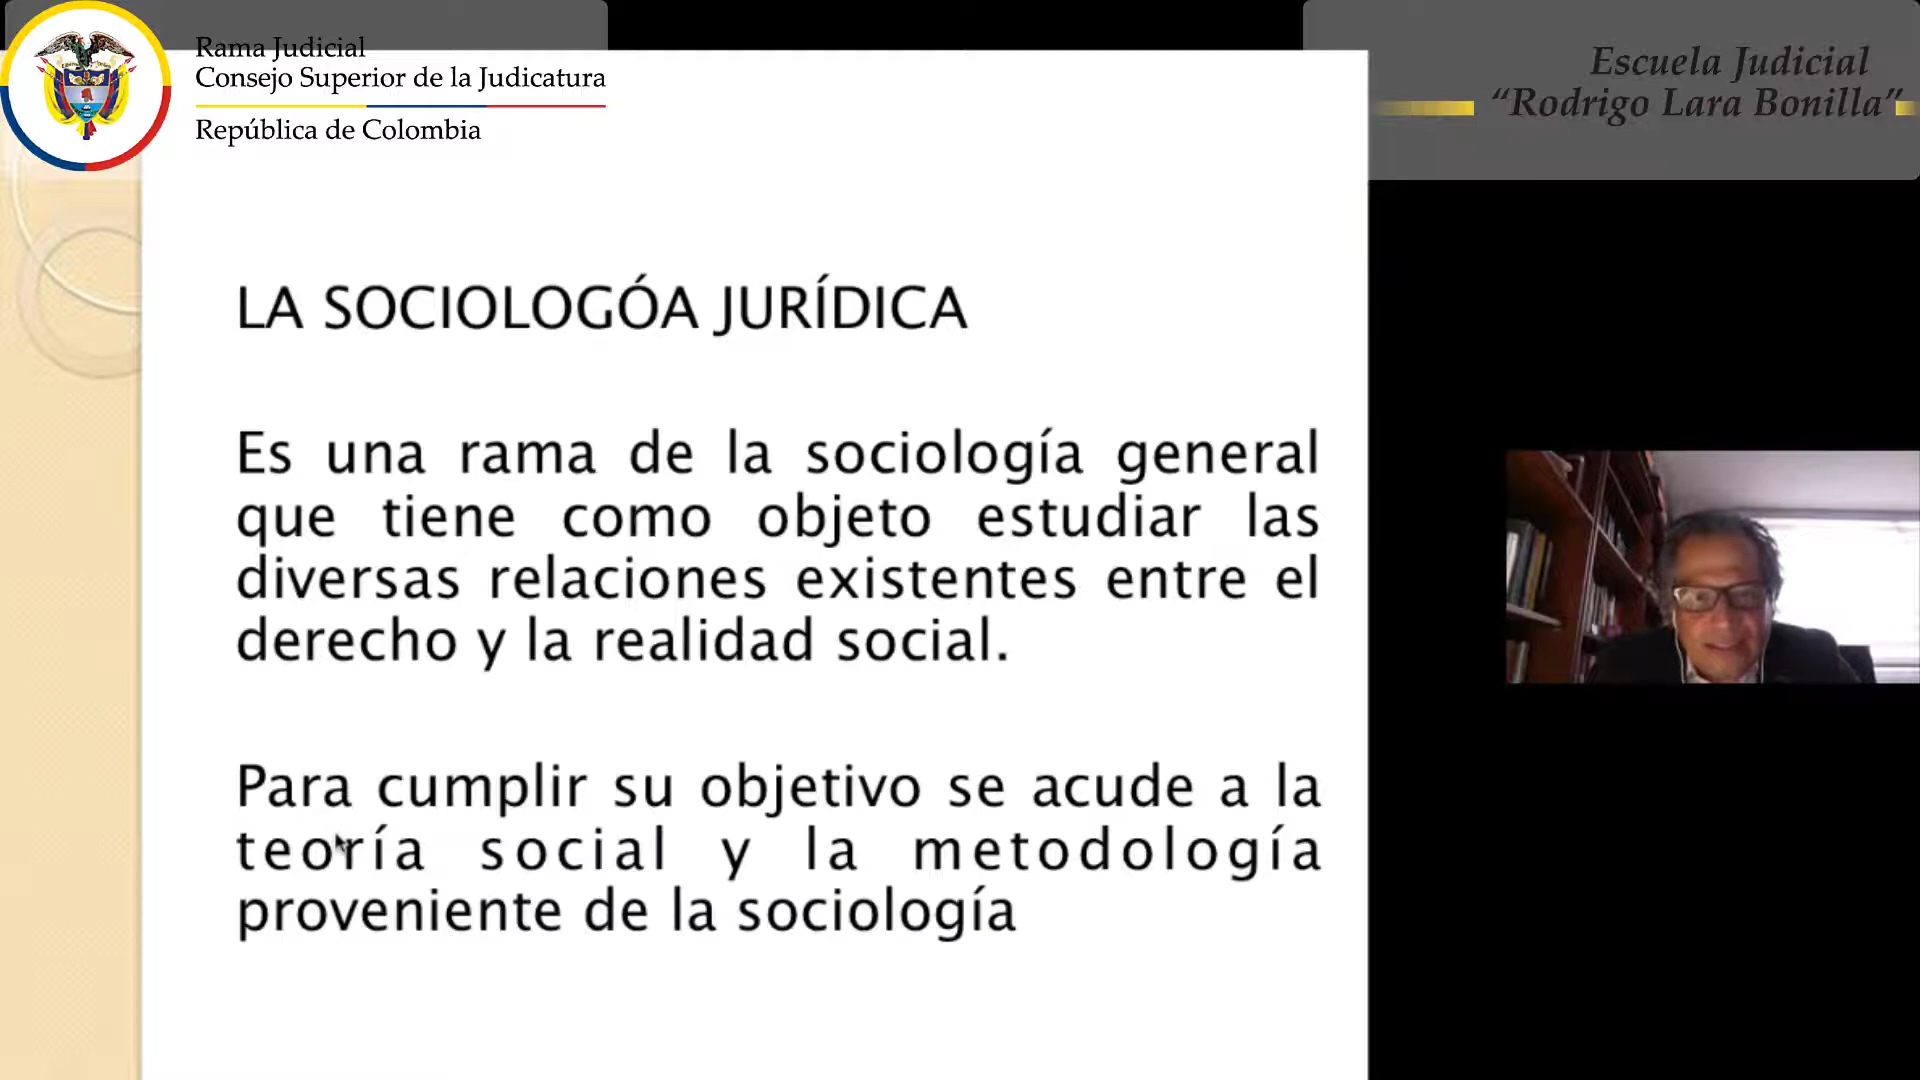 Rama Judicial
Consejo Superior de la Judicatura
República de Colombia
Escuela Judicial
“Rodrigo Lara Bonilla”
LA SOCIOLOGÓA JURÍDICA
Es una rama de la sociología general
que tiene como objeto estudiar las
diversas relaciones existentes entre el
derecho y la realidad social.
Para cumplir su objetivo se acude a la
teoría social y la metodología
proveniente de la sociología